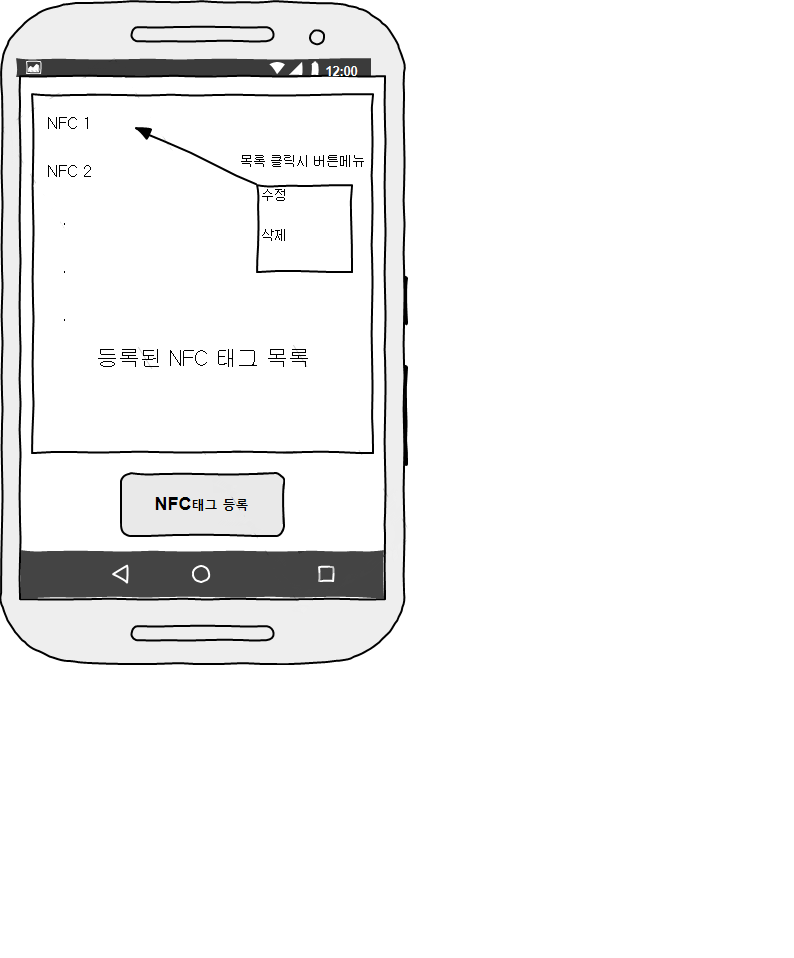 12:00
NFC 1
목록 클릭시 버튼메뉴
NFC 2
수정
삭제
.
.
.
등록된 NFC 태그 목록
NFC태그 등록